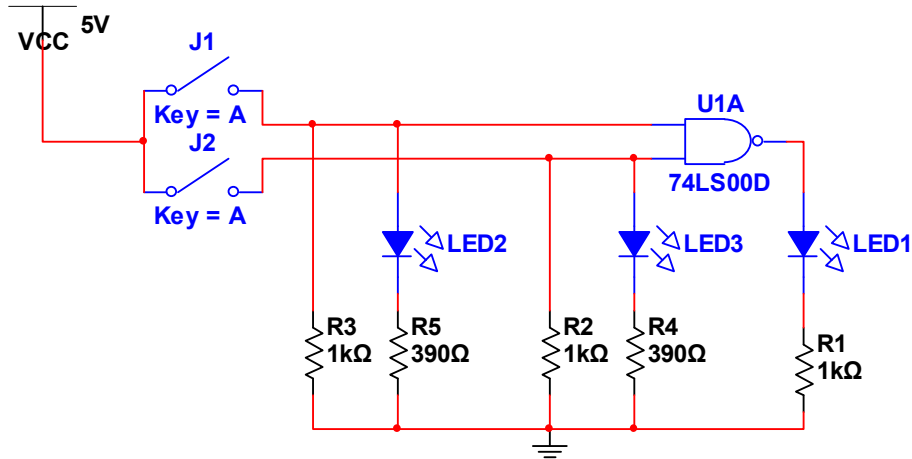 5V
VCC
J1
Key = A
J2
Key = A
U1A
74LS00D
LED2
LED3
LED1
R3
1kΩ
R5
390Ω
R2
1kΩ
R4
390Ω
R1
1kΩ